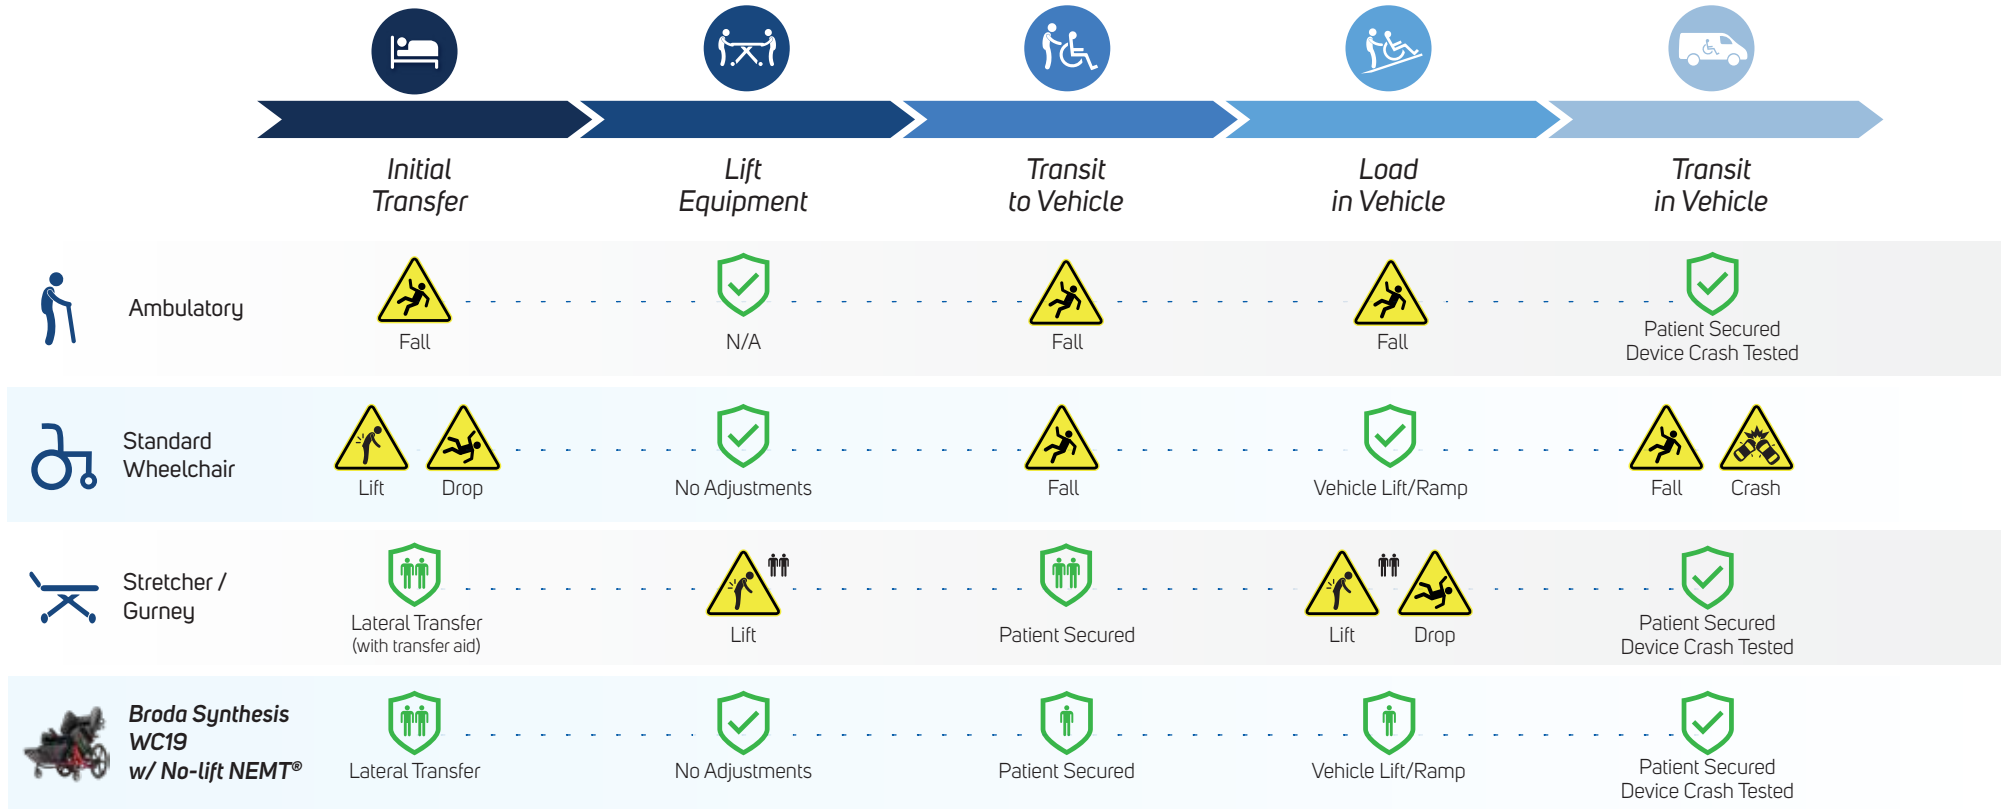 Initial
Transfer
Lift
Equipment
Transit
to Vehicle
Load
in Vehicle
Transit
in Vehicle
Ambulatory
Fall
N/A
Fall
Fall
Patient Secured
Device Crash Tested
Standard
Wheelchair
Lift
Drop
No Adjustments
Fall
Vehicle Lift/Ramp
Fall
Crash
Stretcher /
Gurney
Lateral Transfer
(with transfer aid)
Lift
Patient Secured
Lift
Drop
Patient Secured
Device Crash Tested
Broda Synthesis
WC19
w/ No-lift NEMT®
Lateral Transfer
No Adjustments
Patient Secured
Vehicle Lift/Ramp
Patient Secured
Device Crash Tested